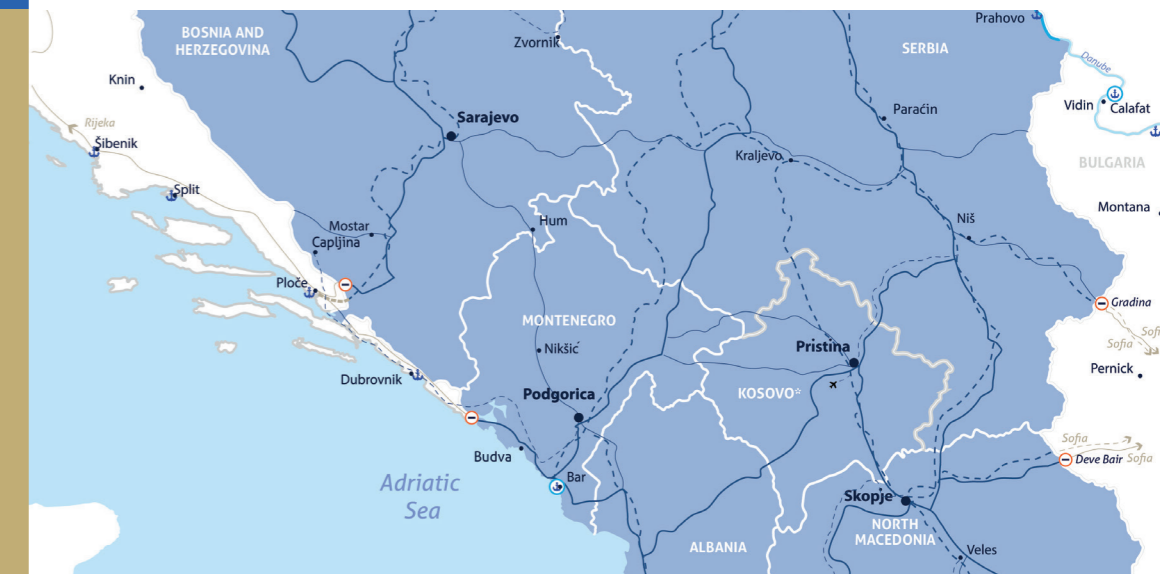 Prahovo
BOSNIA AND
HERZEGOVINA
Zvornik
SERBIA
Danube
Knin
Vidin
Calafat
Paraćin
Rijeka
Sarajevo
Šibenik
Kraljevo
BULGARIA
Split
Montana
Mostar
Hum
Niš
Capljina
Ploče
Gradina
MONTENEGRO
Sofia
Sofi
Nikšić
Pristina
Pernick
Dubrovnik
KOSOVO☆
Podgorica
Sofia
Budva
Deve Bair
Sofia
Bar
Adriatic
Sea
Skopje
NORTH
MACEDONIA
ALBANIA
Veles